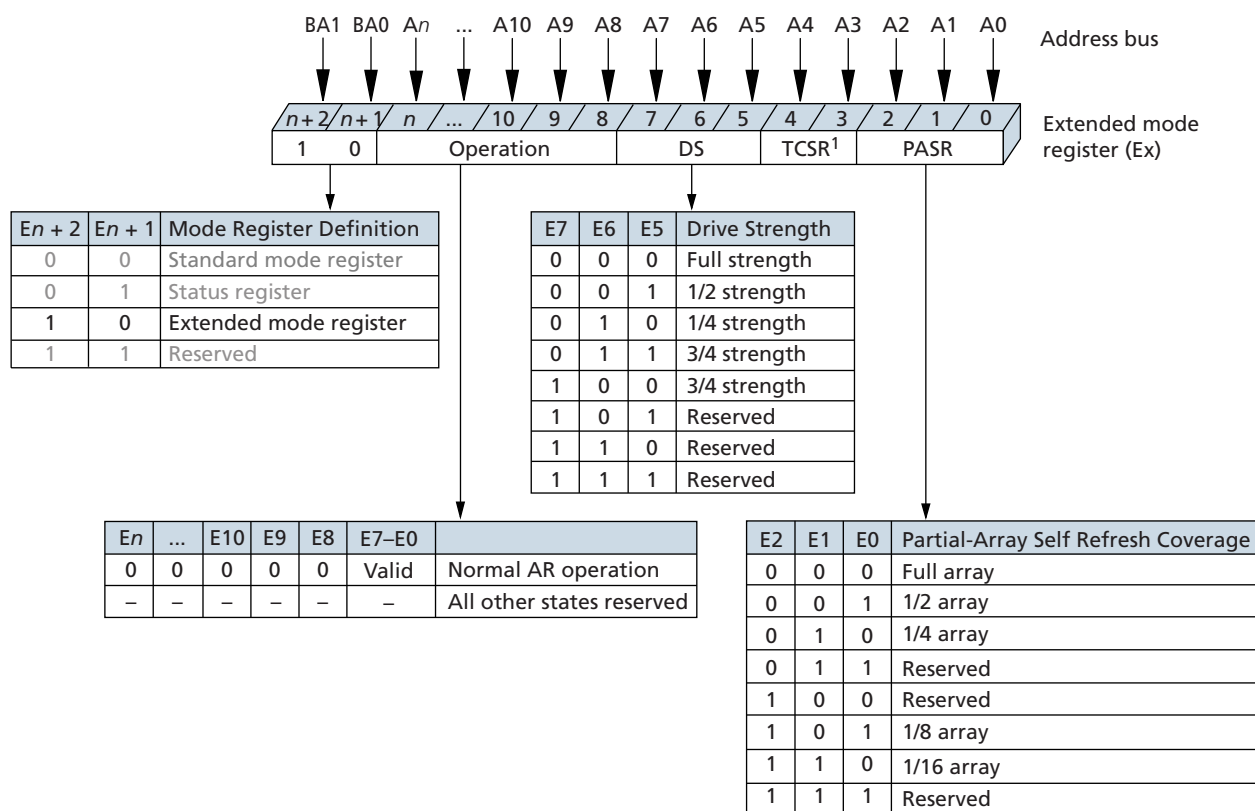 BA1 BA0 An ... A10 A9 A8 A7 A6 A5 A4 A3 A2 A1 A0
Address bus
n + 2 n + 1 n ... 10 9 8 7 6 5 4 3 2 1 0
Extended mode
register (Ex)
1 0 Operation DS TCSR1 PASR
En + 2 En + 1 Mode Register Definition
0 0 Standard mode register
0 1 Status register
1 0 Extended mode register
1 1 Reserved
E7 E6 E5 Drive Strength
0 0 0 Full strength
0 0 1 1/2 strength
0 1 0 1/4 strength
0 1 1 3/4 strength
1 0 0 3/4 strength
1 0 1 Reserved
1 1 0 Reserved
1 1 1 Reserved
En ... E10 E9 E8 E7–E0
0 0 0 0 0 Valid Normal AR operation
– – – – – – All other states reserved
E2 E1 E0 Partial-Array Self Refresh Coverage
0 0 0 Full array
0 0 1 1/2 array
0 1 0 1/4 array
0 1 1 Reserved
1 0 0 Reserved
1 0 1 1/8 array
1 1 0 1/16 array
1 1 1 Reserved